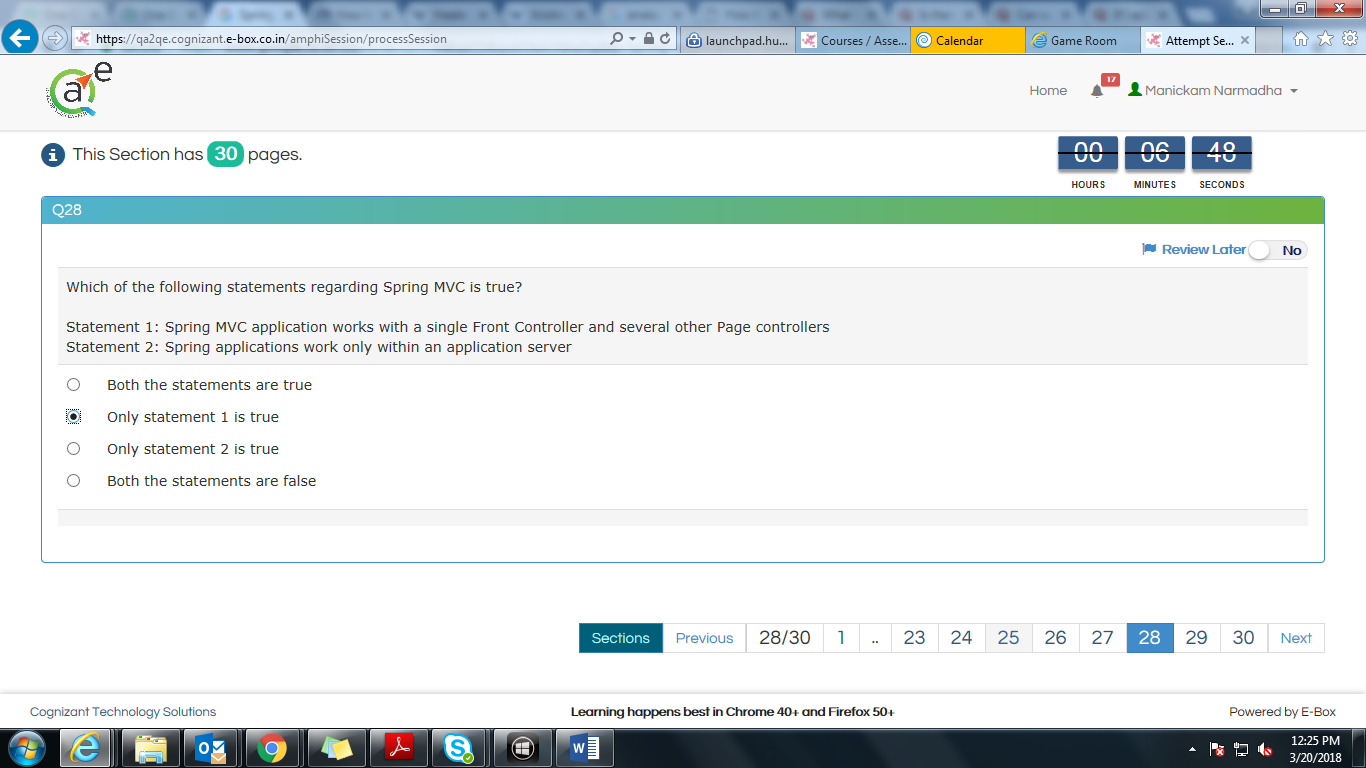 https://qa2qe.cognizant.e-box.co.in/amphiSession/processSession
launchpad.hu...
Courses / Asse...
Calendar
Game Room
Attempt Se...
a e
Home
17
Manickam Narmadha
This Section has 30 pages.
00 06 48
HOURS MINUTES SECONDS
Q28
Review Later No
Which of the following statements regarding Spring MVC is true?
Statement 1: Spring MVC application works with a single Front Controller and several other Page controllers
Statement 2: Spring applications work only within an application server
Both the statements are true
Only statement 1 is true
Only statement 2 is true
Both the statements are false
Sections Previous 28/30 1 .. 23 24 25 26 27 28 29 30 Next
Cognizant Technology Solutions
Learning happens best in Chrome 40+ and Firefox 50+
Powered by E-Box
12:25 PM
3/20/2018